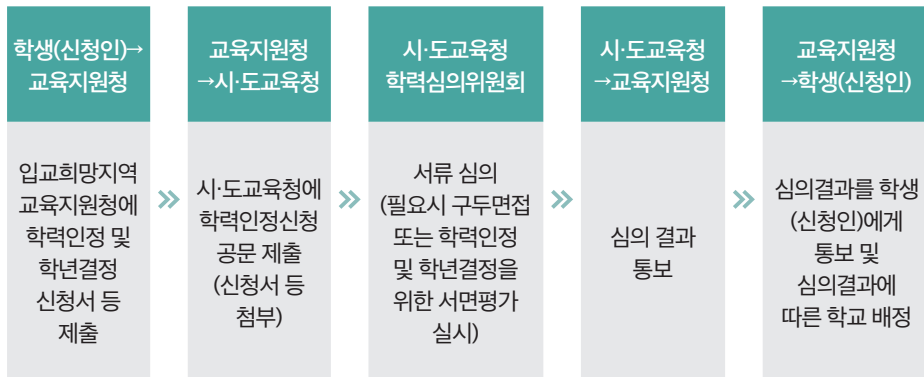 학생(신청인)→
교육지원청
입교희망지역
교육지원청에
학력인정 및
학년결정
신청서 등
제출
»
교육지원청
→시·도교육청
시·도교육청에
학력인정신청
공문 제출
(신청서 등
첨부)
»
시·도교육청
학력심의위원회
서류 심의
(필요시 구두면접
또는 학력인정
및 학년결정을
위한 서면평가
실시)
»
시·도교육청
→교육지원청
심의 결과
통보
»
교육지원청
→학생(신청인)
심의결과를 학생
(신청인)에게
통보 및
심의결과에
따른 학교 배정